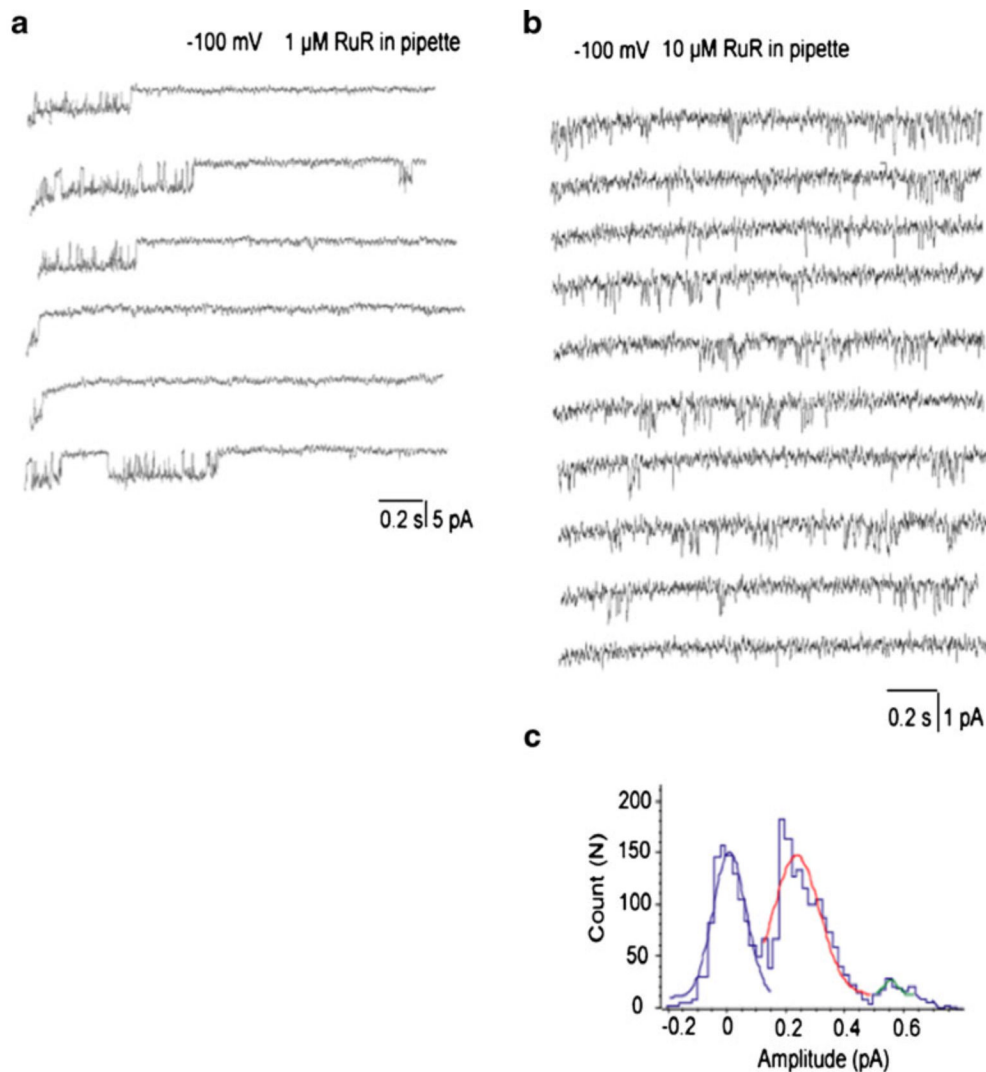 a
-100 mV 1 µM RuR in pipette
0.2 s 5 pA
b
-100 mV 10 µM RuR in pipette
0.2 s 1 pA
c
Count (N)
200
150
100
50
0
-0.2 0 0.2 0.4 0.6
Amplitude (pA)